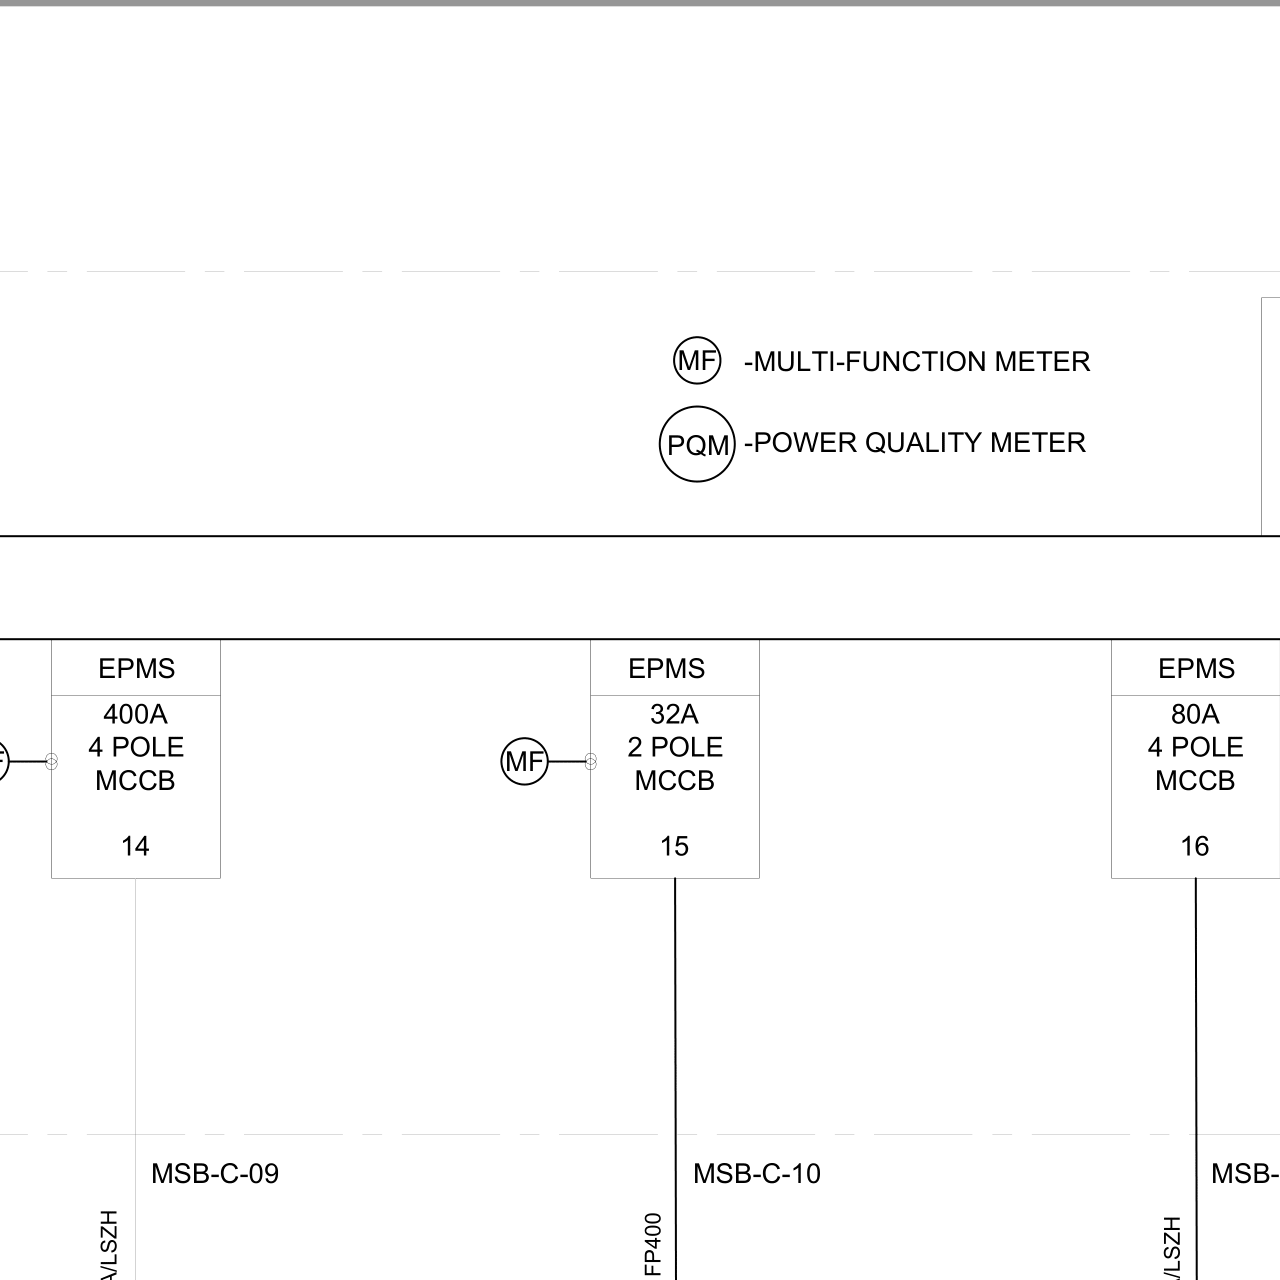 MF -MULTI-FUNCTION METER
PQM -POWER QUALITY METER
EPMS
400A
4 POLE
MCCB
14
MF
EPMS
32A
2 POLE
MCCB
15
EPMS
80A
4 POLE
MCCB
16
MSB-C-09
MSB-C-10
MSB-
/LSZH
FP400
/LSZH